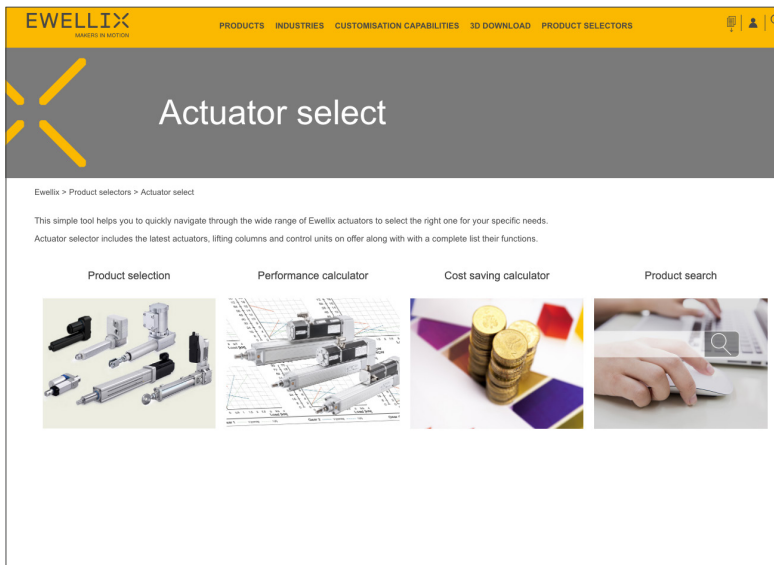 EWELLIX
MAKERS IN MOTION
PRODUCTS INDUSTRIES CUSTOMISATION CAPABILITIES 3D DOWNLOAD PRODUCT SELECTORS
Actuator select
Ewellix > Product selectors > Actuator select
This simple tool helps you to quickly navigate through the wide range of Ewellix actuators to select the right one for your specific needs.
Actuator selector includes the latest actuators, lifting columns and control units on offer along with with a complete list their functions.
Product selection Performance calculator Cost saving calculator Product search